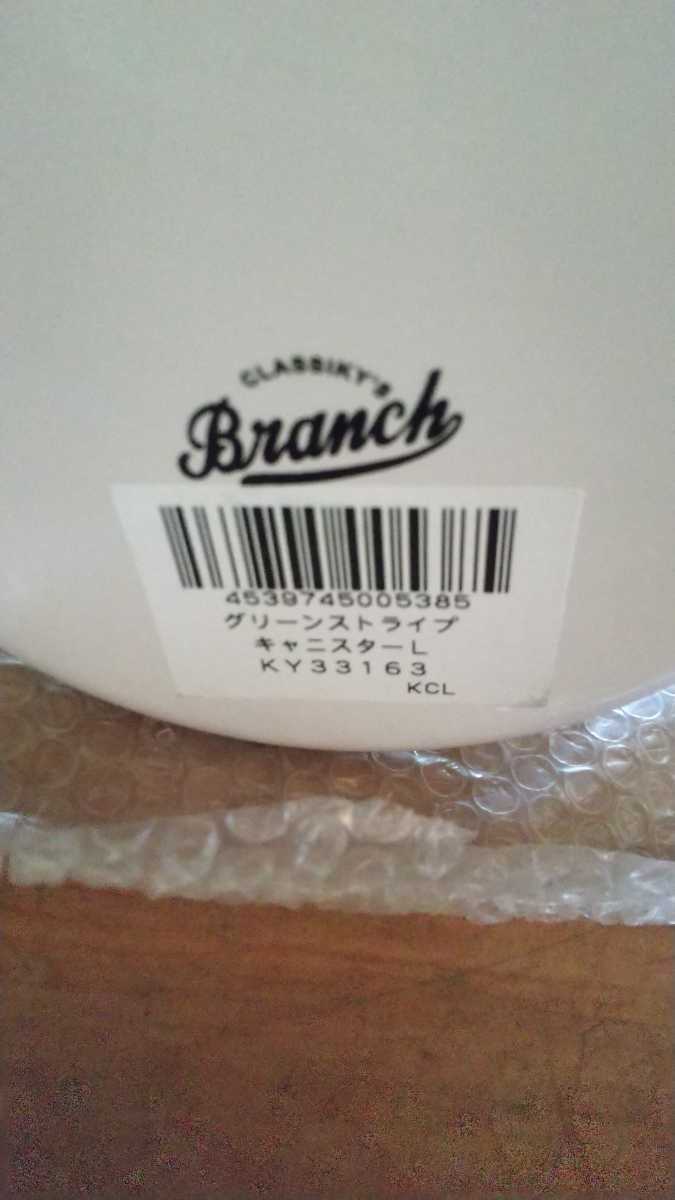 CLASSIKY'S
Branch
4539745005385
グリーンストライプ
キャニスターL
KY33163
KCL